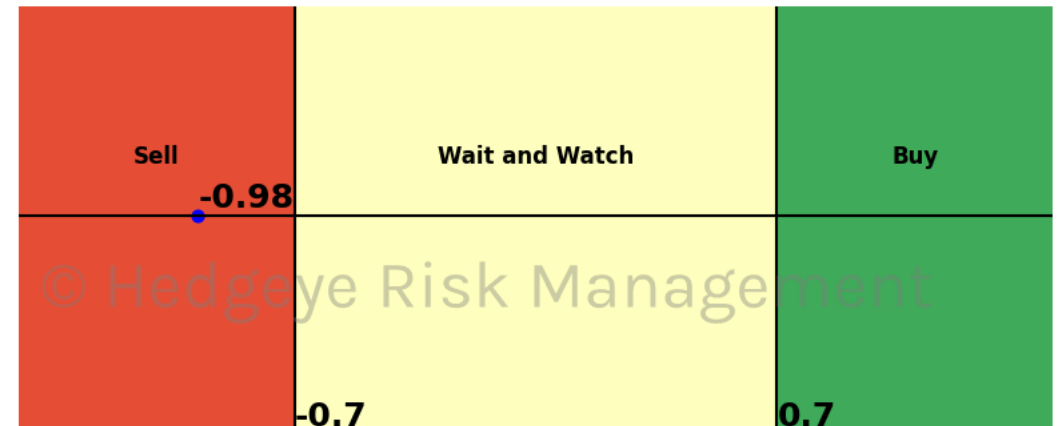 Sell
Wait and Watch
Buy
-0.98
© Hedgeye Risk Management
-0.7
0.7